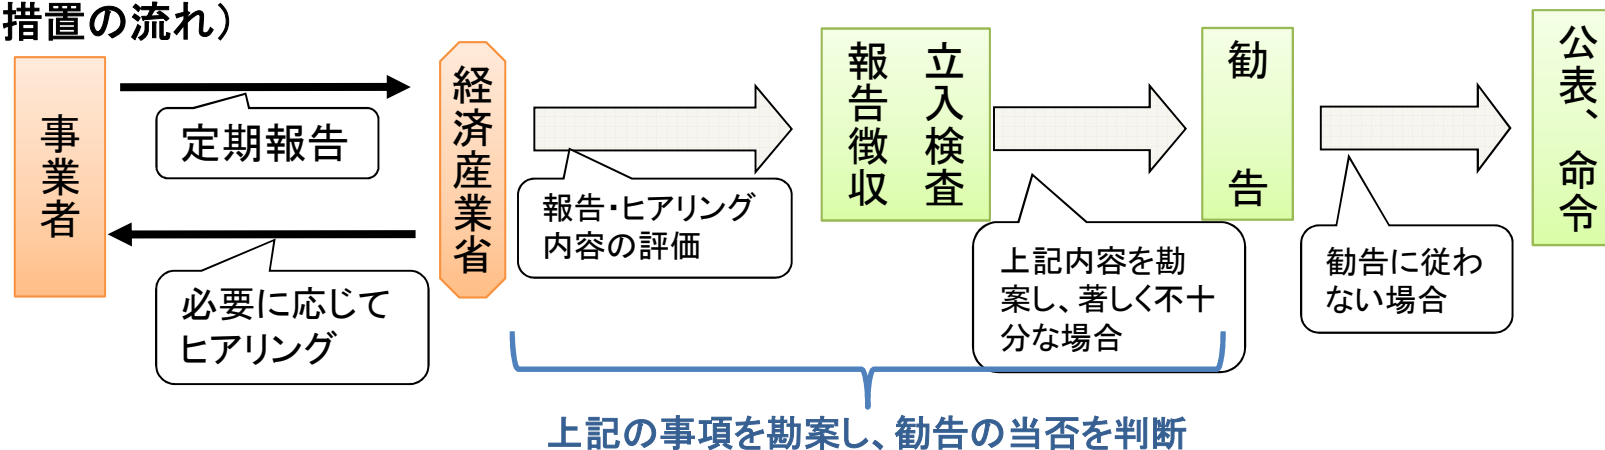 措置の流れ）
事業者
定期報告
必要に応じて
ヒアリング
経済産業省
報告・ヒアリング
内容の評価
立入検査
報告徴収
上記内容を勘
案し、著しく不十
分な場合
勧告
勧告に従わ
ない場合
公表、命令
上記の事項を勘案し、勧告の当否を判断